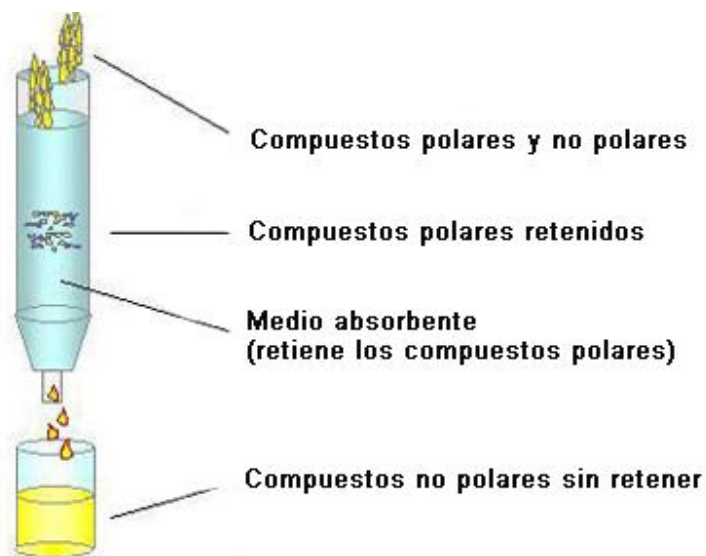 Compuestos polares y no polares
Compuestos polares retenidos
Medio absorbente
(retiene los compuestos polares)
Compuestos no polares sin retener